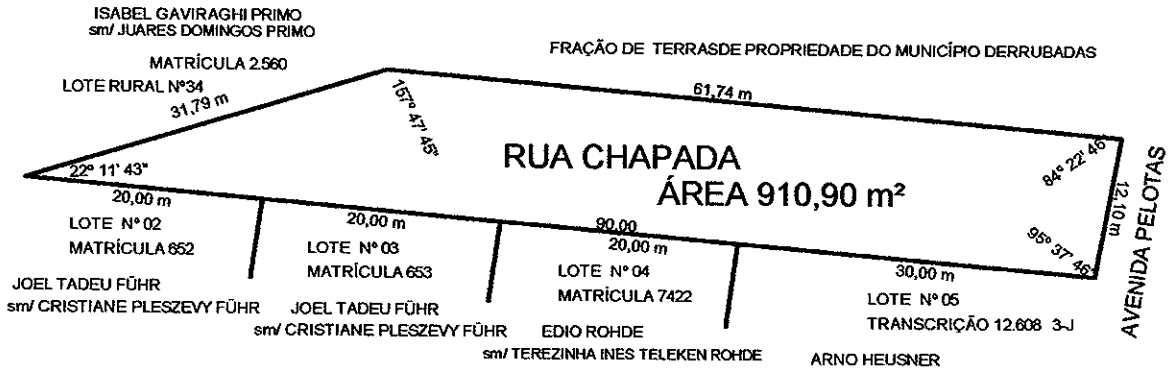 ISABEL GAVIRAGHI PRIMO
sm/ JUARES DOMINGOS PRIMO
MATRÍCULA 2.560
LOTE RURAL Nº34
31,79 m
FRAÇÃO DE TERRASDE PROPRIEDADE DO MUNICÍPIO DERRUBADAS
61,74 m
157º 47' 45"
RUA CHAPADA
ÁREA 910,90 m²
84º 22' 46"
12,10 m
AVENIDA PELOTAS
95º 37' 46"
22º 11' 43"
20,00 m
20,00 m
90,00
20,00 m
30,00 m
LOTE Nº 02
MATRÍCULA 652
JOEL TADEU FÜHR
sm/ CRISTIANE PLESZEVY FÜHR
LOTE Nº 03
MATRÍCULA 653
JOEL TADEU FÜHR
sm/ CRISTIANE PLESZEVY FÜHR
LOTE Nº 04
MATRÍCULA 7422
EDIO ROHDE
sm/ TEREZINHA INES TELEKEN ROHDE
LOTE Nº 05
TRANSCRIÇÃO 12.608 3-J
ARNO HEUSNER